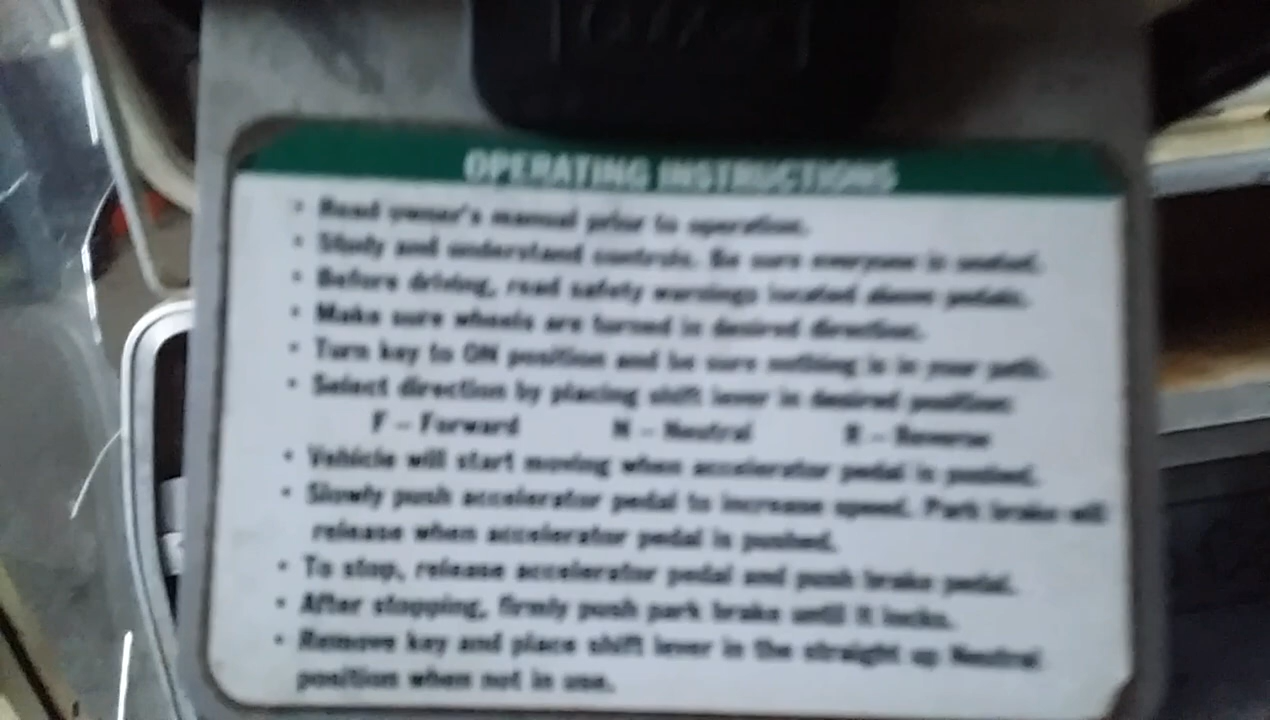 OPERATING INSTRUCTIONS
• Read owner's manual prior to operation.
• Study and understand controls. Be sure everyone is seated.
• Before driving, read safety warnings located above pedals.
• Make sure wheels are turned in desired direction.
• Turn key to ON position and be sure nothing is in your path.
• Select direction by placing shift lever in desired position:
F – Forward N – Neutral R – Reverse
• Vehicle will start moving when accelerator pedal is pushed.
• Slowly push accelerator pedal to increase speed. Park brake will
release when accelerator pedal is pushed.
• To stop, release accelerator pedal and push brake pedal.
• After stopping, firmly push park brake until it locks.
• Remove key and place shift lever in the straight up Neutral
position when not in use.